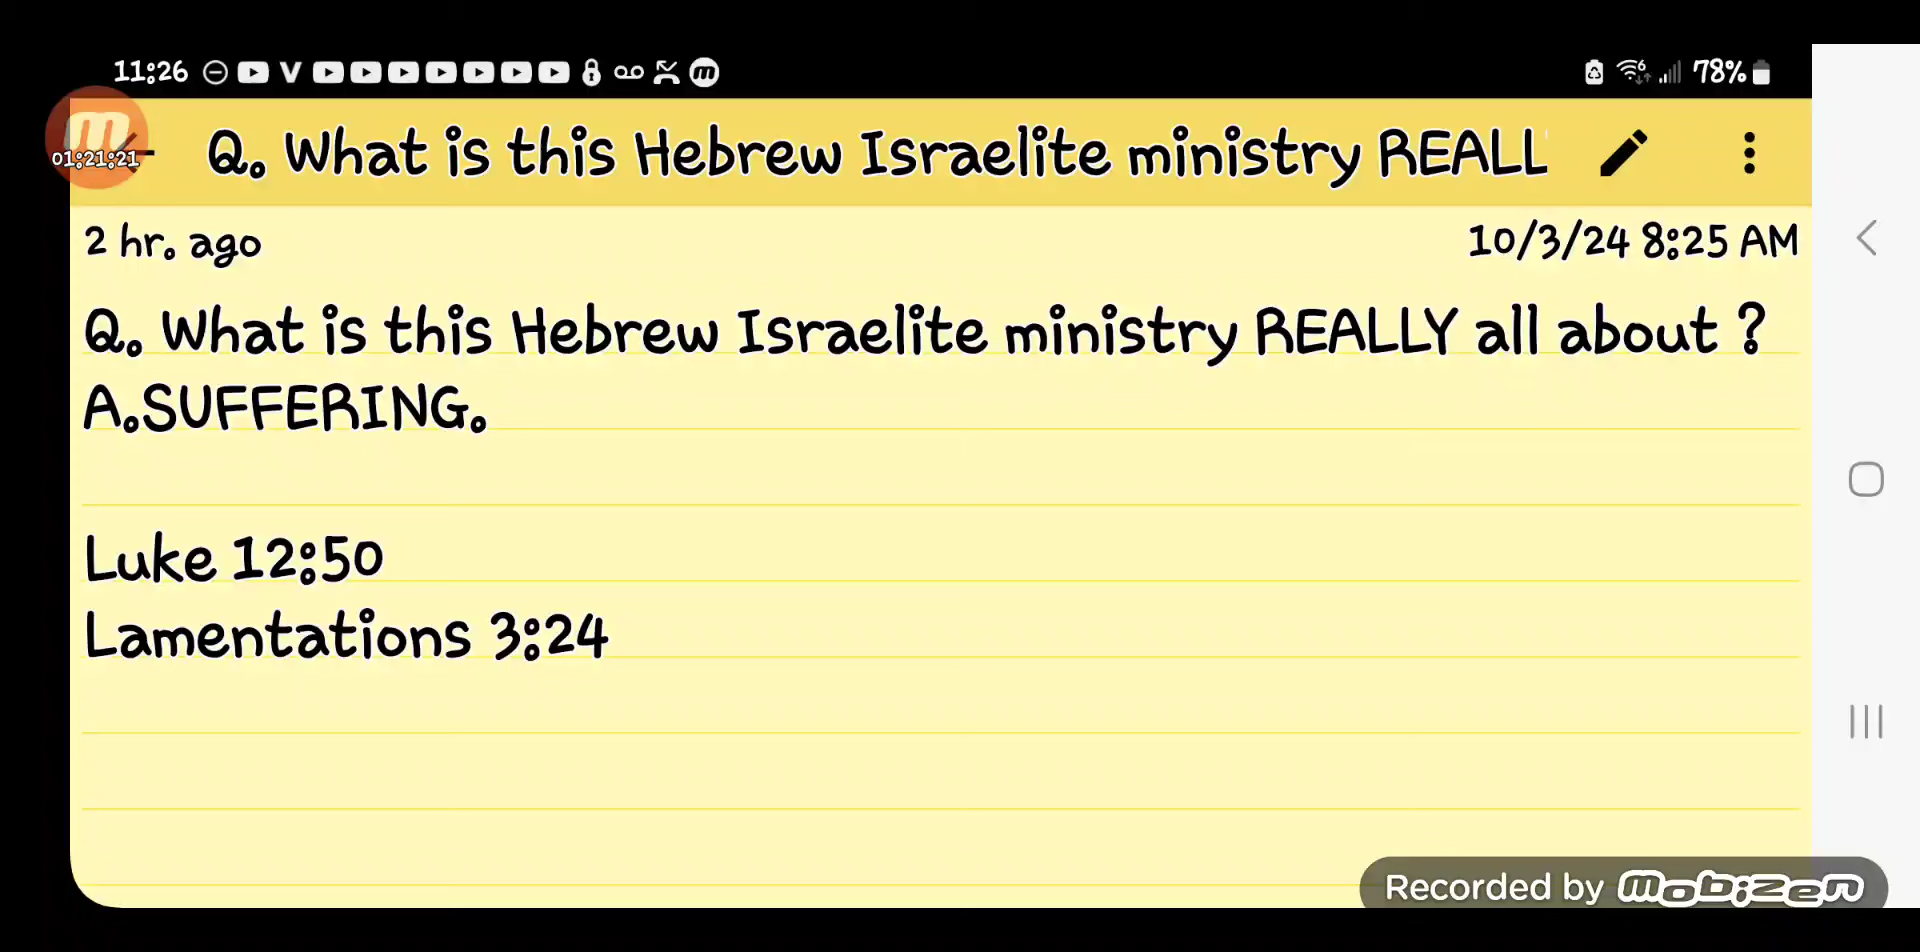 11:26 V m 6 78%
m
01:21:21
Q. What is this Hebrew Israelite ministry REALL
2 hr. ago 10/3/24 8:25 AM
Q. What is this Hebrew Israelite ministry REALLY all about ?
A.SUFFERING.
Luke 12:50
Lamentations 3:24
Recorded by mobizen